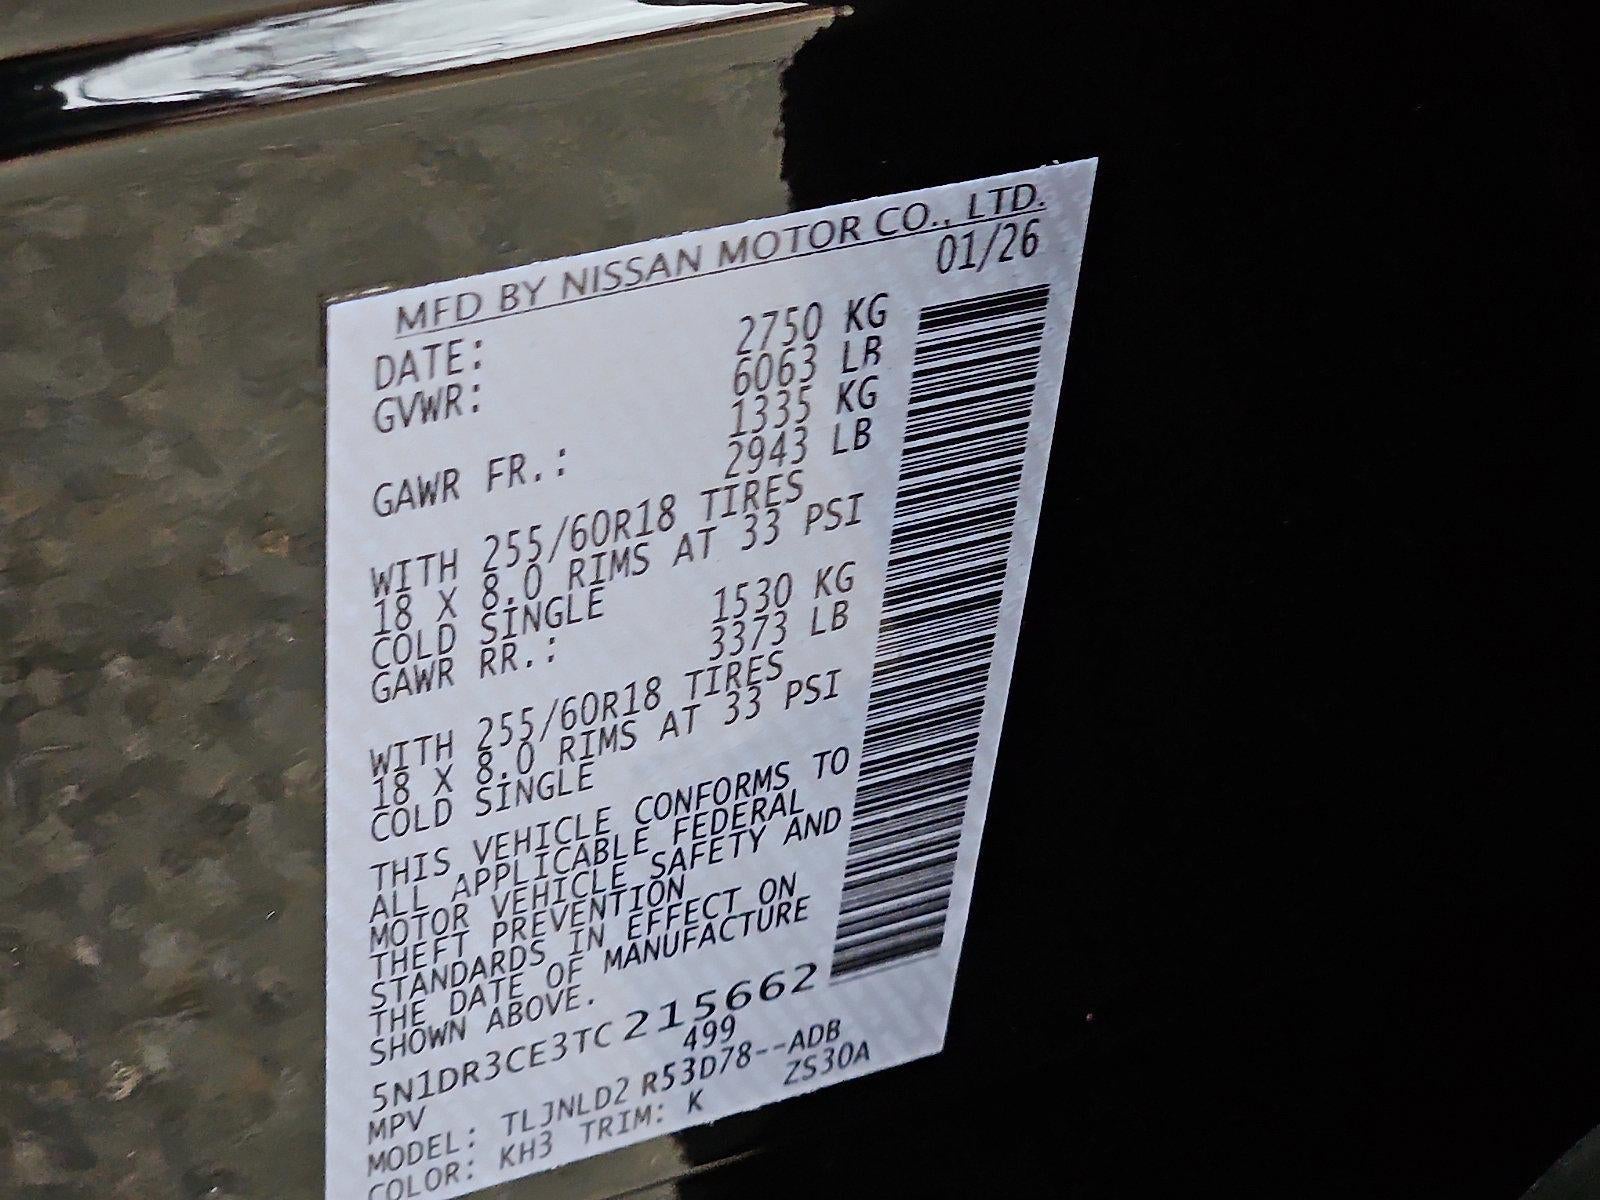 MFD BY NISSAN MOTOR CO., LTD.
DATE: 01/26
GVWR: 2750 KG
6063 LB
GAWR FR.: 1335 KG
2943 LB
WITH 255/60R18 TIRES
18 X 8.0 RIMS AT 33 PSI
COLD SINGLE
GAWR RR.: 1530 KG
3373 LB
WITH 255/60R18 TIRES
18 X 8.0 RIMS AT 33 PSI
COLD SINGLE
THIS VEHICLE CONFORMS TO
ALL APPLICABLE FEDERAL
MOTOR VEHICLE SAFETY AND
THEFT PREVENTION
STANDARDS IN EFFECT ON
THE DATE OF MANUFACTURE
SHOWN ABOVE.
5N1DR3CE3TC215662
MPV 499
MODEL: TLJNLD2 R53D78--ADB
COLOR: KH3 TRIM: K ZS30A